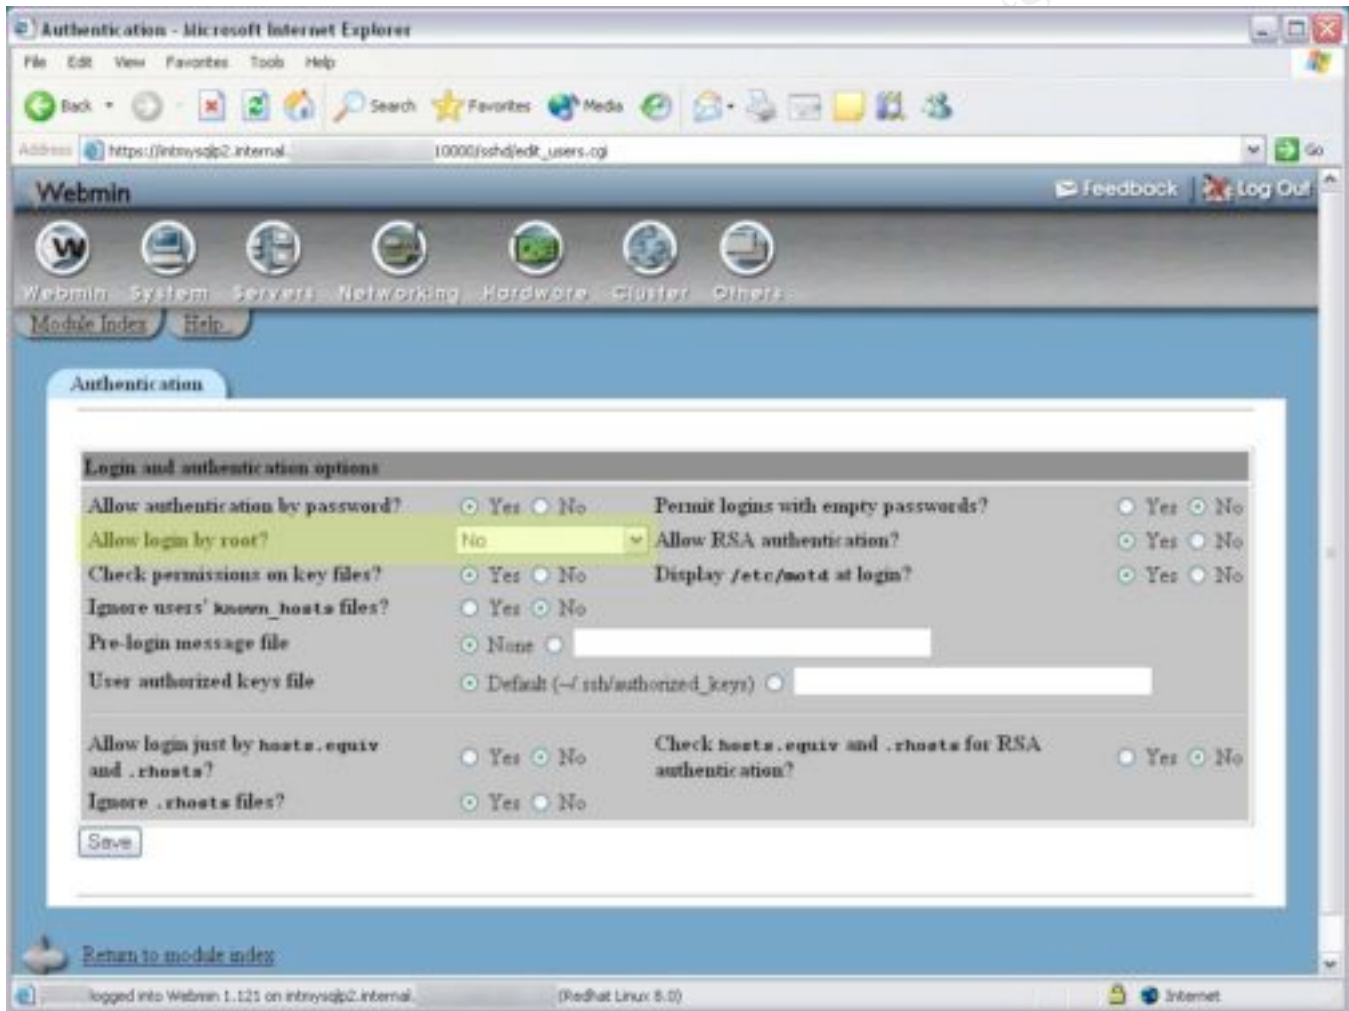 Authentication - Microsoft Internet Explorer
File Edit View Favorites Tools Help
Back Search Favorites Media
Address https://intmysqlp2.internal. 10000/sshd/edit_users.cgi Go
Webmin Feedback Log Out
Webmin System Servers Networking Hardware Cluster Others
Module Index Help..
Authentication
Login and authentication options
Allow authentication by password? Yes No Permit logins with empty passwords? Yes No
Allow login by root? No Allow RSA authentication? Yes No
Check permissions on key files? Yes No Display /etc/motd at login? Yes No
Ignore users' known_hosts files? Yes No
Pre-login message file None
User authorized keys file Default (~/.ssh/authorized_keys)
Allow login just by hosts.equiv Yes No Check hosts.equiv and .rhosts for RSA Yes No
and .rhosts? authentication?
Ignore .rhosts files? Yes No
Save
Return to module index
logged into Webmin 1.121 on intmysqlp2.internal. (Redhat Linux 8.0) Internet